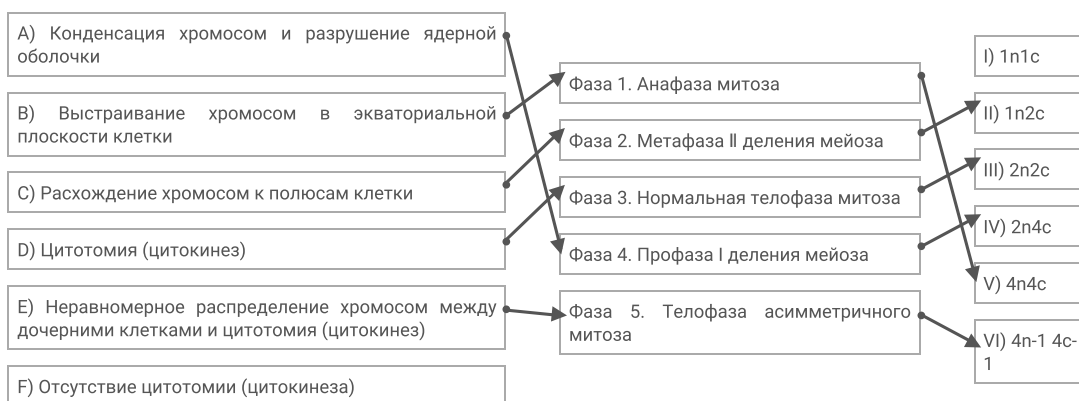 A) Конденсация хромосом и разрушение ядерной
оболочки
B) Выстраивание хромосом в экваториальной
плоскости клетки
C) Расхождение хромосом к полюсам клетки
D) Цитотомия (цитокинез)
E) Неравномерное распределение хромосом между
дочерними клетками и цитотомия (цитокинез)
F) Отсутствие цитотомии (цитокинеза)
Фаза 1. Анафаза митоза
Фаза 2. Метафаза II деления мейоза
Фаза 3. Нормальная телофаза митоза
Фаза 4. Профаза I деления мейоза
Фаза 5. Телофаза асимметричного
митоза
I) 1n1c
II) 1n2c
III) 2n2c
IV) 2n4c
V) 4n4c
VI) 4n-1 4c-
1